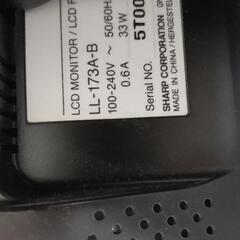 LCD MONITOR / LCD
LL-173A-B
100-240V ~ 50/60H
0.6A 33W
Serial NO. 5T00
SHARP CORPORATION
MADE IN CHINA / HERGESTEL